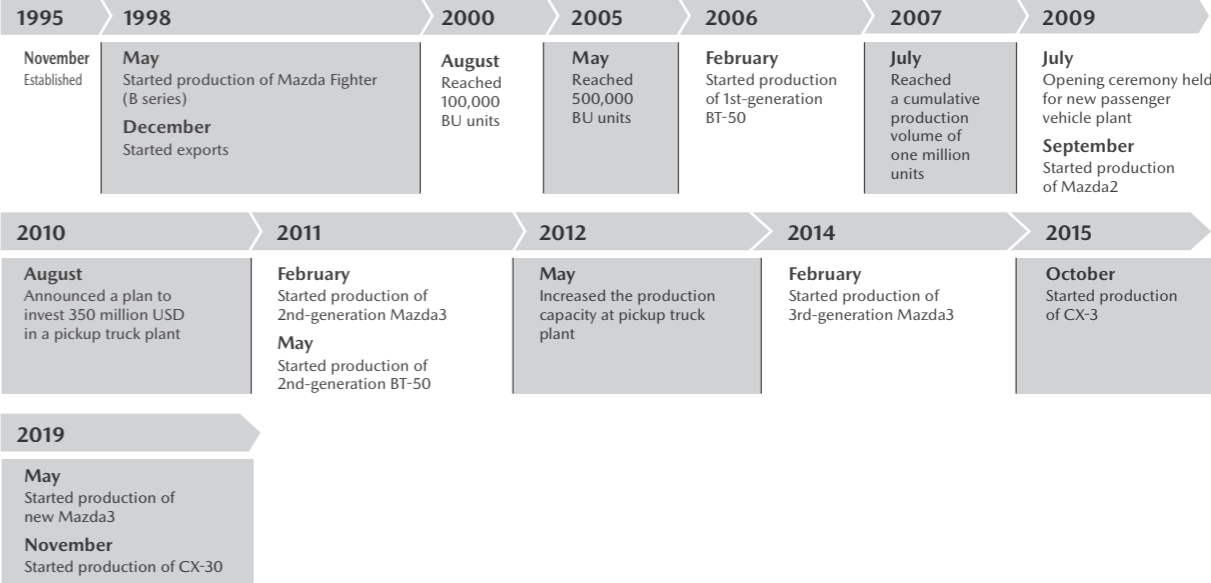 1995
November
Established
1998
May
Started production of Mazda Fighter
(B series)
December
Started exports
2000
August
Reached
100,000
BU units
2005
May
Reached
500,000
BU units
2006
February
Started production
of 1st-generation
BT-50
2007
July
Reached
a cumulative
production
volume of
one million
units
2009
July
Opening ceremony held
for new passenger
vehicle plant
September
Started production
of Mazda2
2010
August
Announced a plan to
invest 350 million USD
in a pickup truck plant
2011
February
Started production of
2nd-generation Mazda3
May
Started production of
2nd-generation BT-50
2012
May
Increased the production
capacity at pickup truck
plant
2014
February
Started production of
3rd-generation Mazda3
2015
October
Started production
of CX-3
2019
May
Started production of
new Mazda3
November
Started production of CX-30